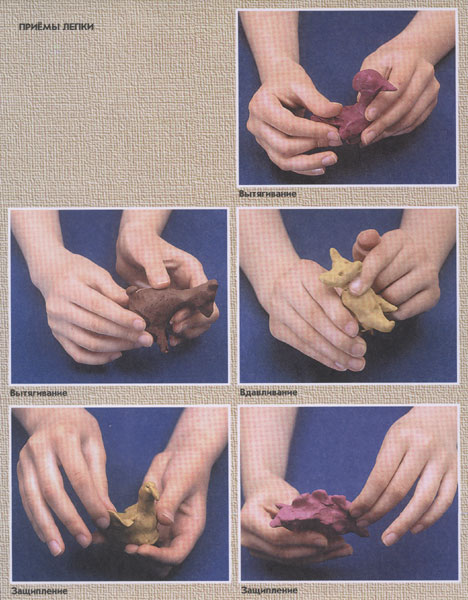 ПРИЁМЫ ЛЕПКИ
Вытягивание
Вытягивание
Вдавливание
Защипление
Защипление